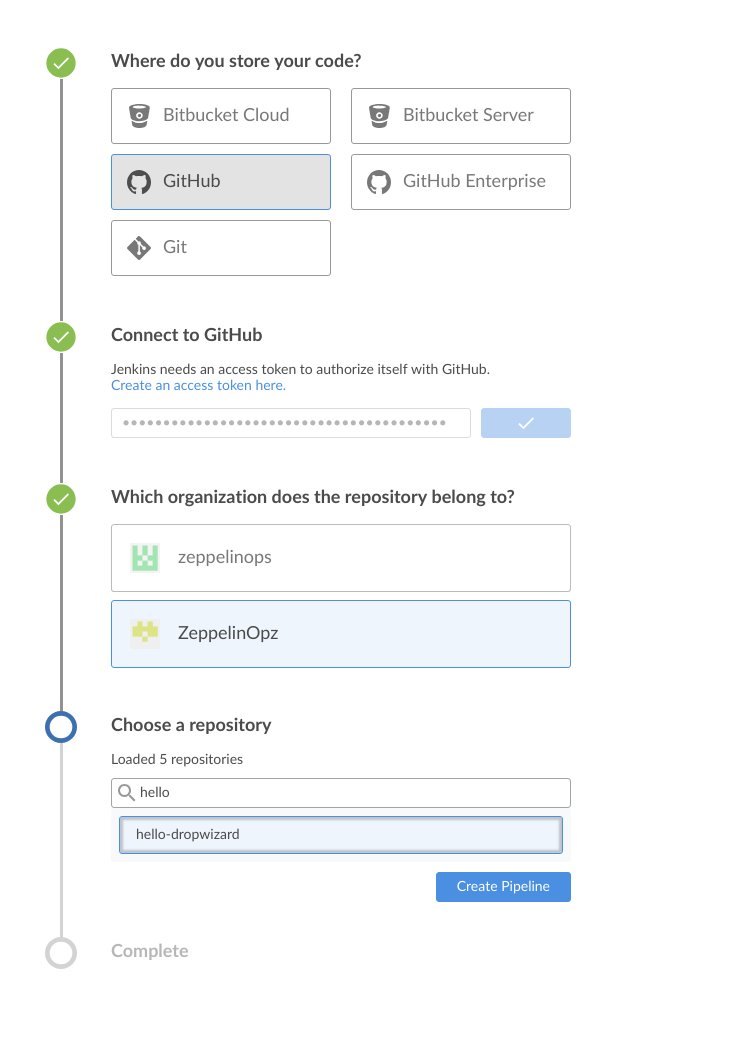 Where do you store your code?
Bitbucket Cloud
Bitbucket Server
GitHub
GitHub Enterprise
Git
Connect to GitHub
Jenkins needs an access token to authorize itself with GitHub.
Create an access token here.
Which organization does the repository belong to?
zeppelinops
ZeppelinOpz
Choose a repository
Loaded 5 repositories
hello
hello-dropwizard
Create Pipeline
Complete